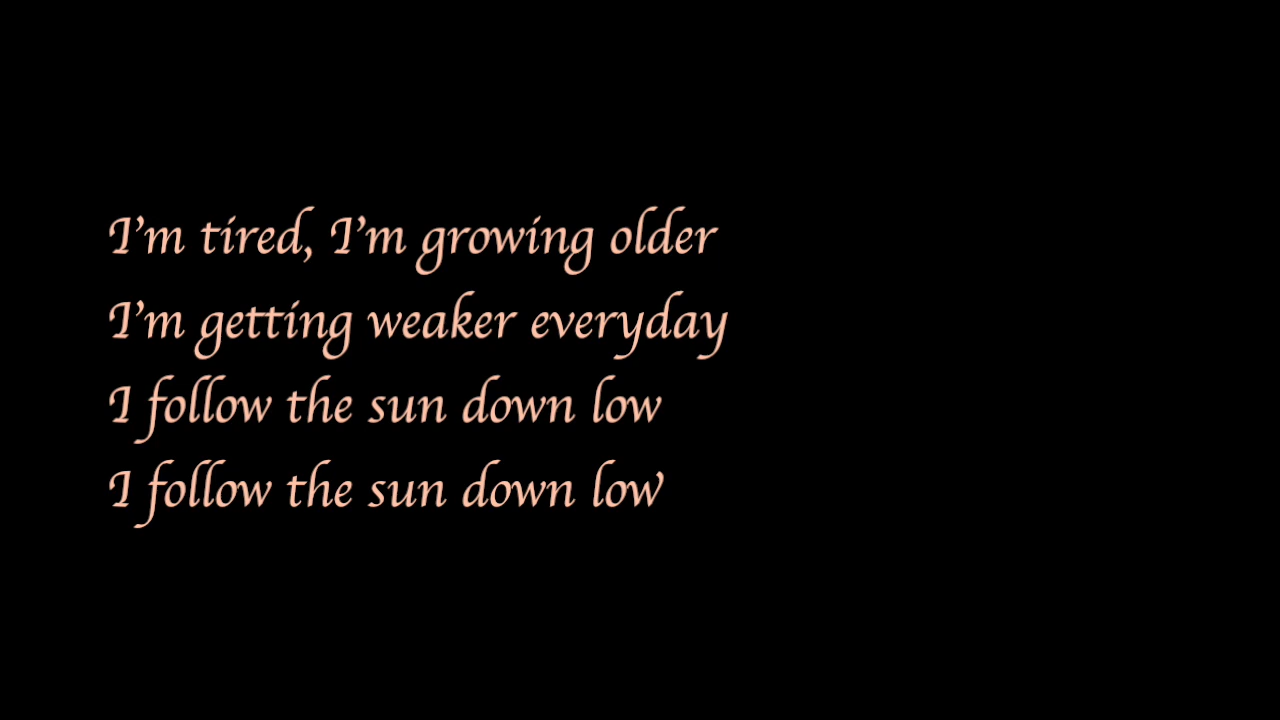 I'm tired, I'm growing older
I'm getting weaker everyday
I follow the sun down low
I follow the sun down low